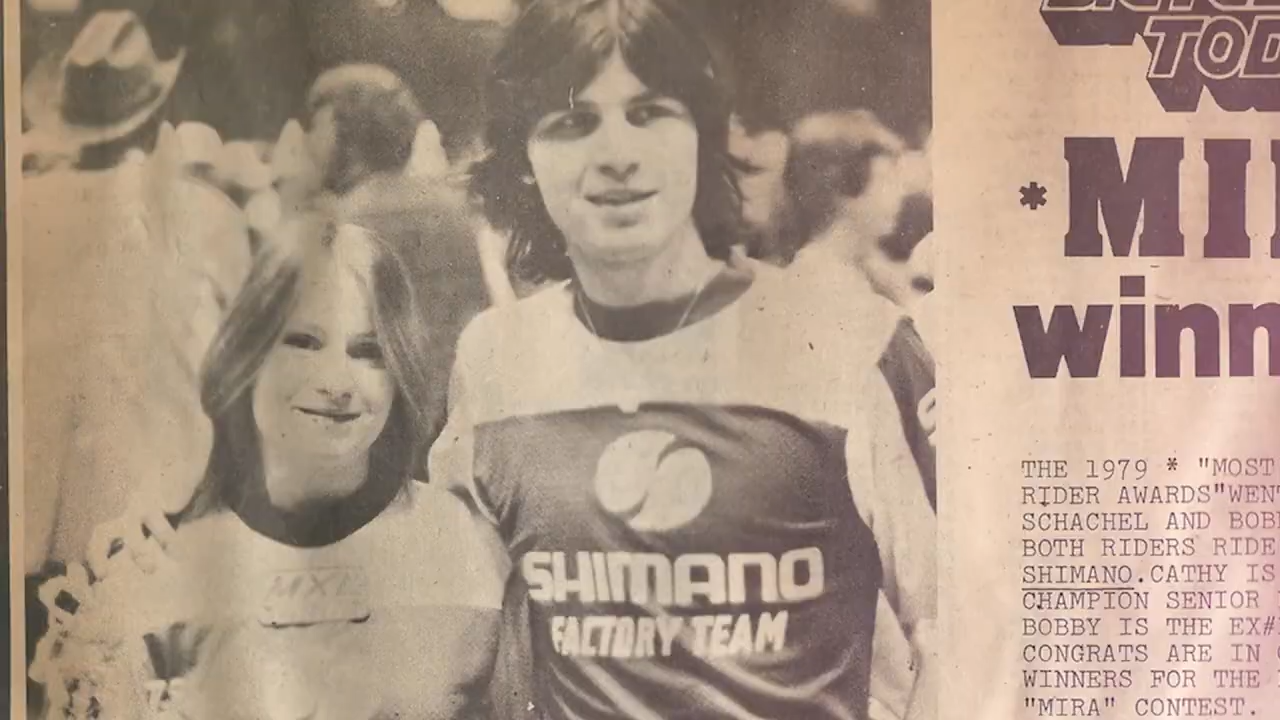 TOD
*MI
winn
MX
SHIMANO
FACTORY TEAM
THE 1979 * "MOST
RIDER AWARDS"WEN
SCHACHEL AND BOB
BOTH RIDERS RIDE
SHIMANO.CATHY IS
CHAMPION SENIOR
BOBBY IS THE EX#
CONGRATS ARE IN
WINNERS FOR THE
"MIRA" CONTEST.